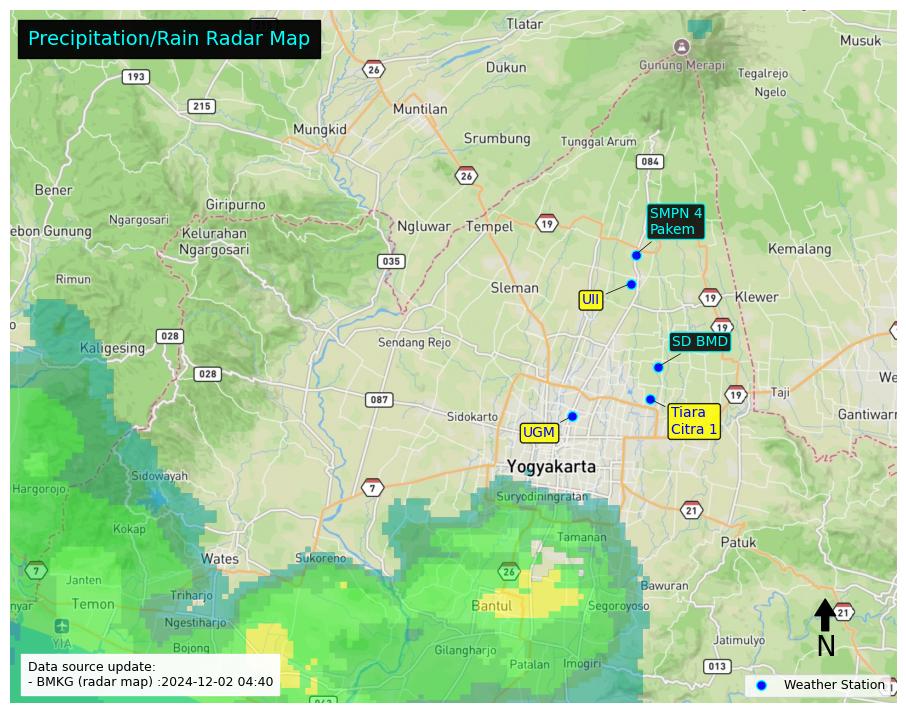 Precipitation/Rain Radar Map
Tlatar
Musuk
26
Dukun
Gunung Merapi
Tegalrejo
193
Ngelo
215
Muntilan
Mungkid
Srumbung
Tunggal Arum
084
26
Bener
Giripurno
SMPN 4
Pakem
Ngargosari
Ngluwar
Tempel
19
ebon Gunung
Kelurahan
Ngargosari
Kemalang
035
Rimun
Sleman
UII
19
Klewer
19
028
Kaligesing
Sendang Rejo
SD BMD
028
We
087
19
Taji
Sidokarto
Tiara
Citra 1
Gantiwarn
UGM
Yogyakarta
Sidowayah
7
Hargorojo
Suryodiningratan
21
Kokap
Tamanan
Patuk
Wates
Sukoreno
7
26
Janten
Bawuran
nyar
Temon
Triharjo
Bantul
Segoroyoso
21
Ngestiharjo
YIA
Bojong
Gilangharjo
N
Jatimulyo
Patalan
Imogiri
013
Data source update:
- BMKG (radar map) :2024-12-02 04:40
Weather Station